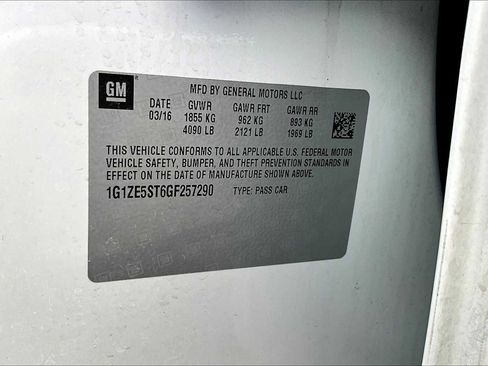 GM
MFD BY GENERAL MOTORS LLC
DATE GVWR GAWR FRT GAWR RR
03/16 1855 KG 962 KG 893 KG
4090 LB 2121 LB 1969 LB
THIS VEHICLE CONFORMS TO ALL APPLICABLE U.S. FEDERAL MOTOR
VEHICLE SAFETY, BUMPER, AND THEFT PREVENTION STANDARDS IN
EFFECT ON THE DATE OF MANUFACTURE SHOWN ABOVE.
1G1ZE5ST6GF257290 TYPE: PASS CAR